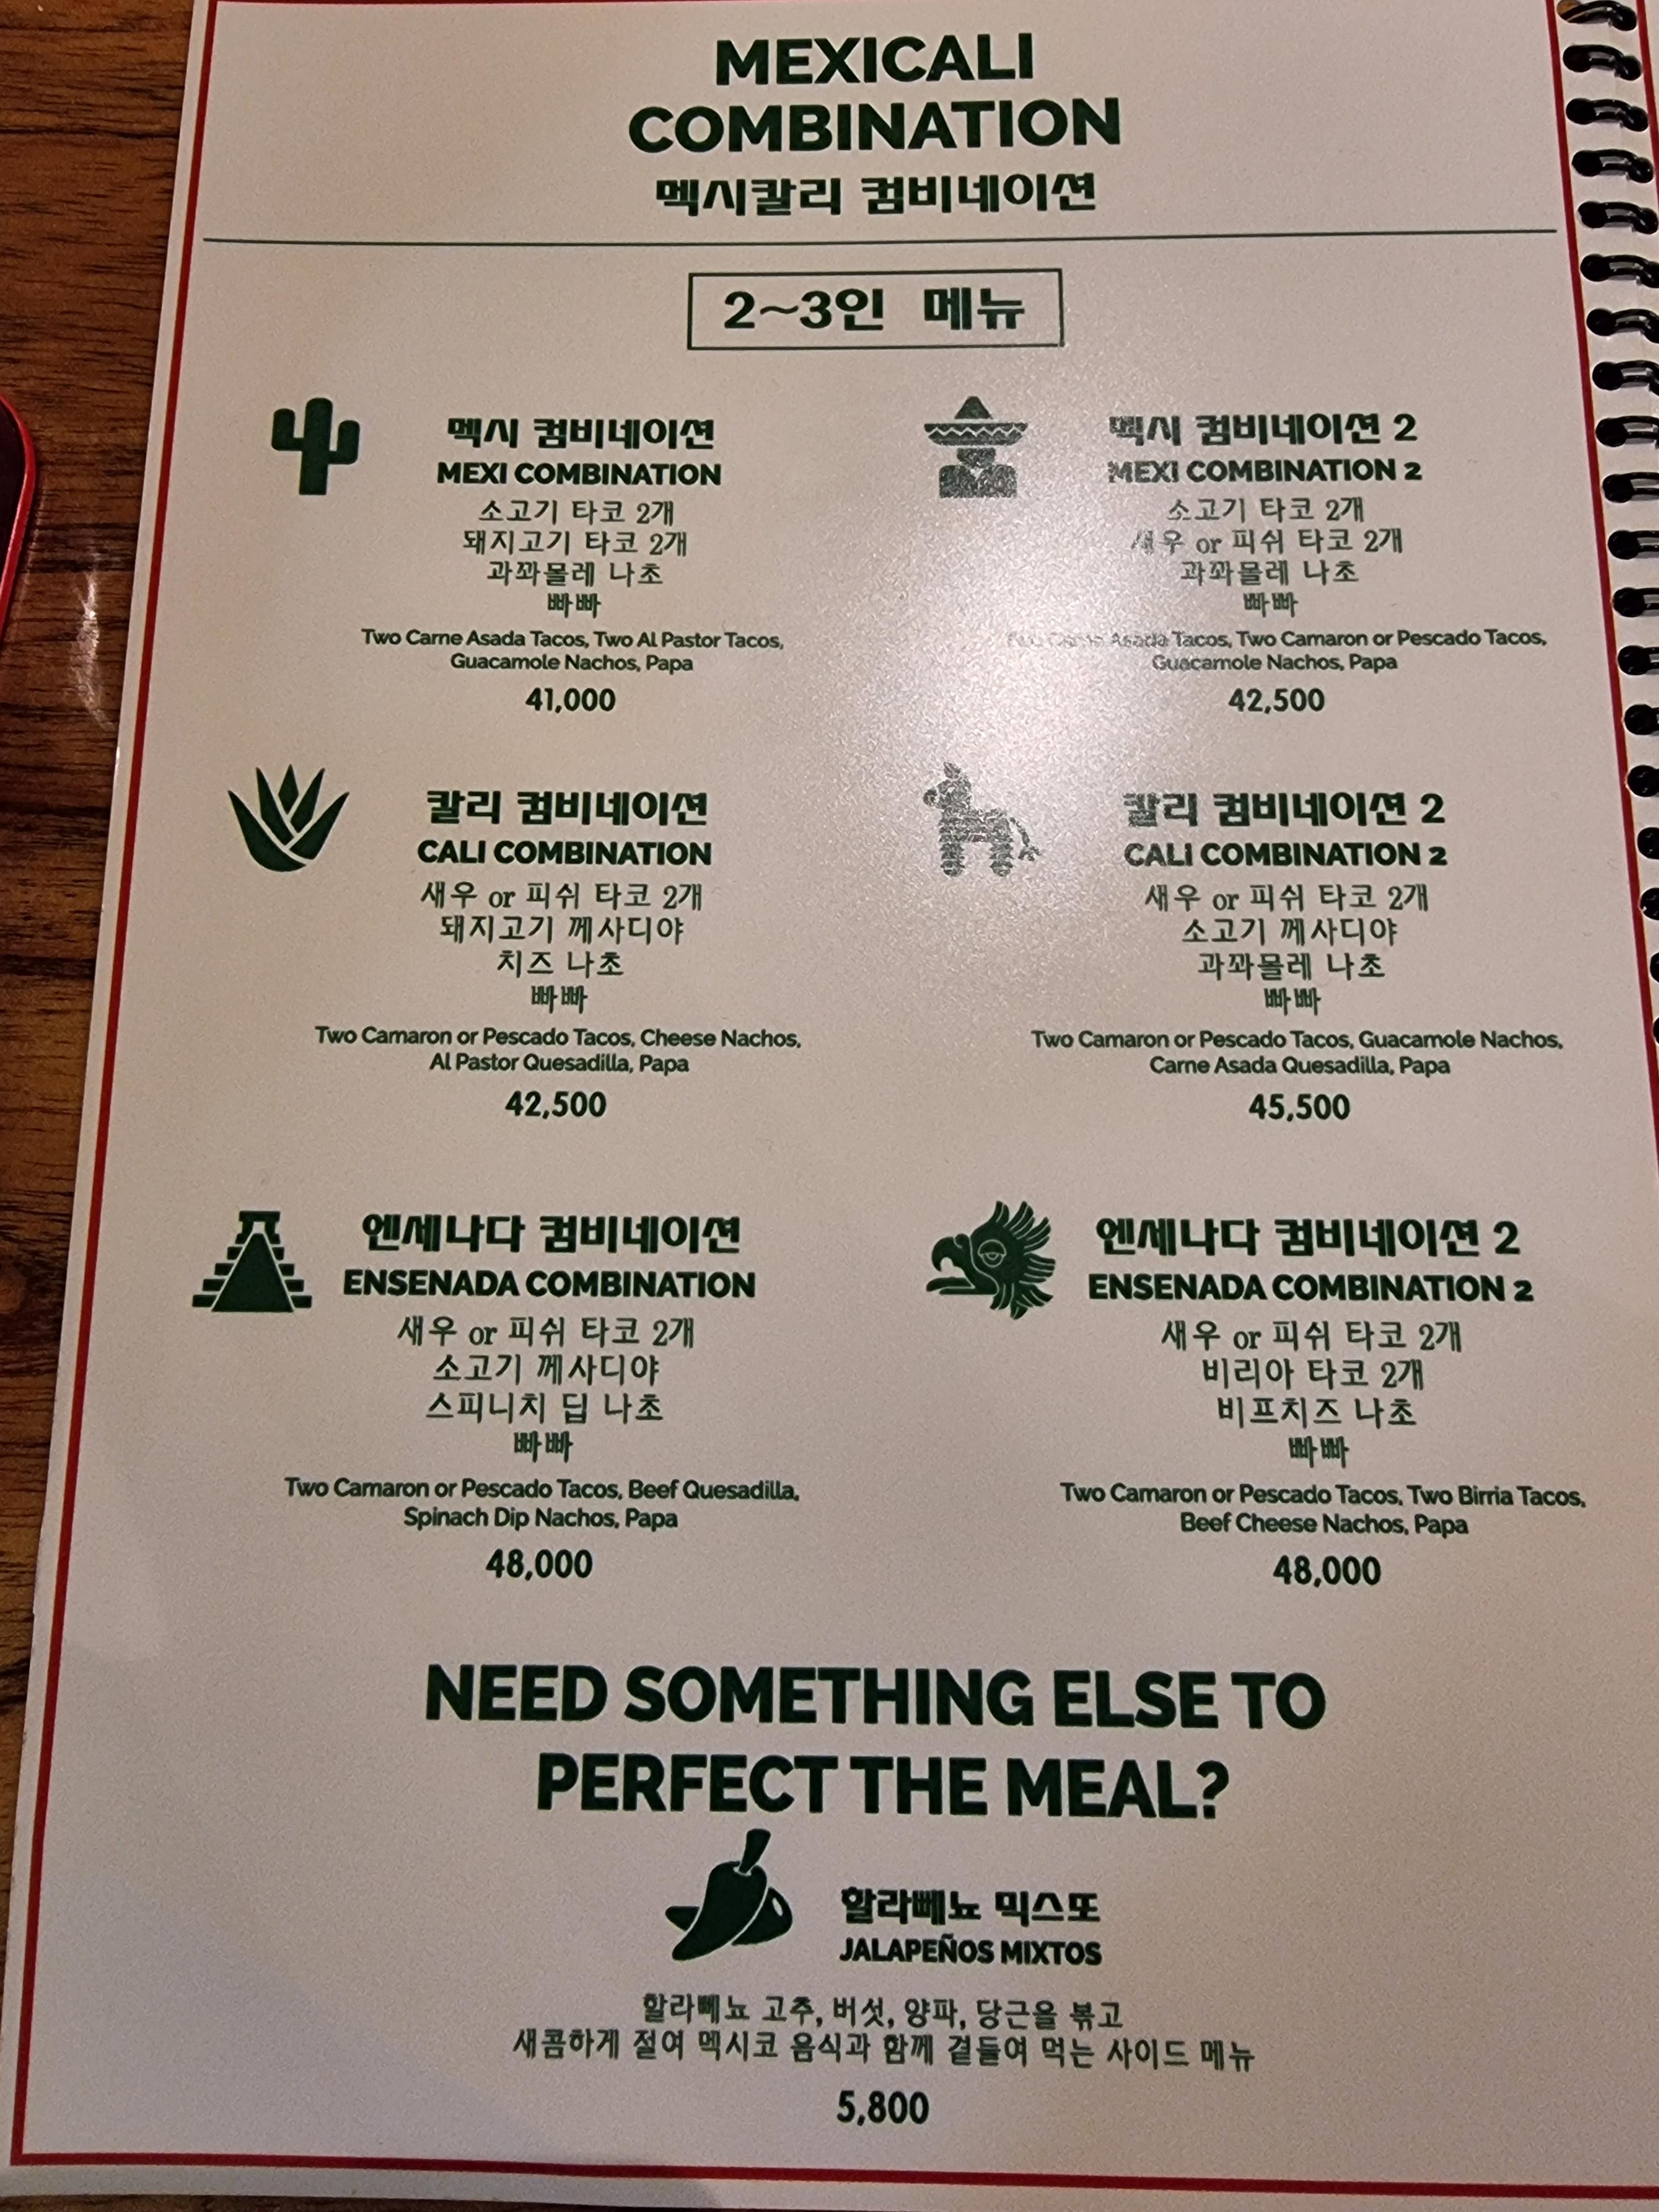 MEXICALI
COMBINATION
멕시칼리 컴비네이션
2~3인 메뉴
멕시 컴비네이션
MEXI COMBINATION
소고기 타코 2개
돼지고기 타코 2개
과꽈몰레 나초
빠빠
Two Carne Asada Tacos, Two Al Pastor Tacos,
Guacamole Nachos, Papa
41,000
멕시 컴비네이션 2
MEXI COMBINATION 2
소고기 타코 2개
새우 or 피쉬 타코 2개
과꽈몰레 나초
빠빠
Two Carne Asada Tacos, Two Camaron or Pescado Tacos,
Guacamole Nachos, Papa
42,500
칼리 컴비네이션
CALI COMBINATION
새우 or 피쉬 타코 2개
돼지고기 께사디야
치즈 나초
빠빠
Two Camaron or Pescado Tacos, Cheese Nachos,
Al Pastor Quesadilla, Papa
42,500
칼리 컴비네이션 2
CALI COMBINATION 2
새우 or 피쉬 타코 2개
소고기 께사디야
과꽈몰레 나초
빠빠
Two Camaron or Pescado Tacos, Guacamole Nachos,
Carne Asada Quesadilla, Papa
45,500
엔세나다 컴비네이션
ENSENADA COMBINATION
새우 or 피쉬 타코 2개
소고기 께사디야
스피니치 딥 나초
빠빠
Two Camaron or Pescado Tacos, Beef Quesadilla,
Spinach Dip Nachos, Papa
48,000
엔세나다 컴비네이션 2
ENSENADA COMBINATION 2
새우 or 피쉬 타코 2개
비리아 타코 2개
비프치즈 나초
빠빠
Two Camaron or Pescado Tacos, Two Birria Tacos,
Beef Cheese Nachos, Papa
48,000
NEED SOMETHING ELSE TO
PERFECT THE MEAL?
할라뻬뇨 믹스또
JALAPEÑOS MIXTOS
할라뻬뇨 고추, 버섯, 양파, 당근을 볶고
새콤하게 절여 멕시코 음식과 함께 곁들여 먹는 사이드 메뉴
5,800